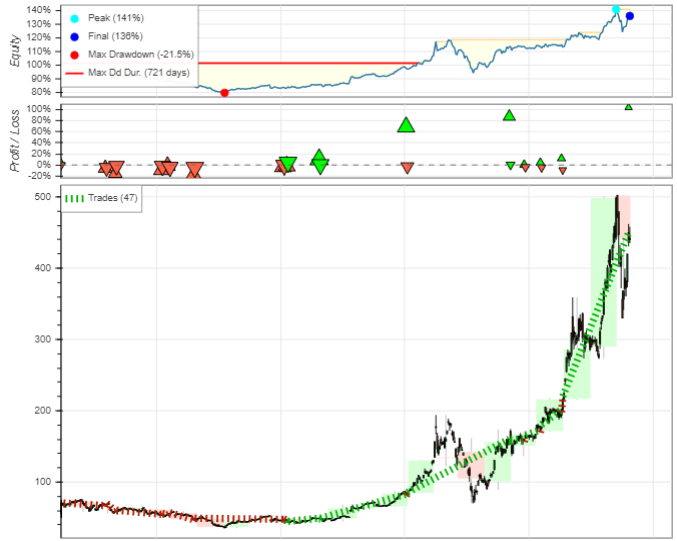 140%
130%
120%
110%
100%
90%
80%
Equity
Peak (141%)
Final (136%)
Max Drawdown (-21.5%)
Max Dd Dur. (721 days)
100%
80%
60%
40%
20%
0%
-20%
Profit / Loss
500
400
300
200
100
Trades (47)